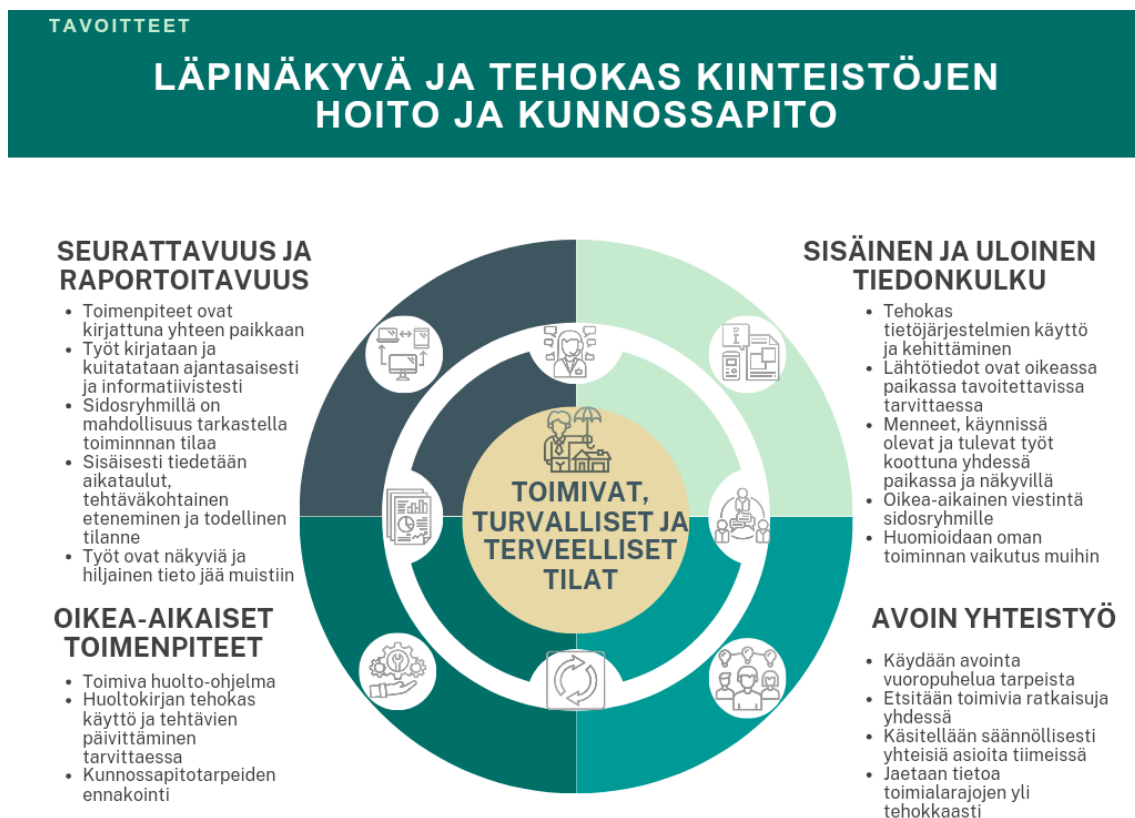 TAVOITTEET
LÄPINÄKYVÄ JA TEHOKAS KIINTEISTÖJEN
HOITO JA KUNNOSSAPITO
SEURATTAVUUS JA
RAPORTOITAVUUS
• Toimenpiteet ovat
kirjattuna yhteen paikkaan
• Työt kirjataan ja
kuitatataan ajantasaisesti
ja informatiivistesti
• Sidosryhmillä on
mahdollisuus tarkastella
toiminnnan tilaa
• Sisäisesti tiedetään
aikataulut,
tehtäväkohtainen
eteneminen ja todellinen
tilanne
• Työt ovat näkyviä ja
hiljainen tieto jää muistiin
SISÄINEN JA ULOINEN
TIEDONKULKU
• Tehokas
tietöjärjestelmien käyttö
ja kehittäminen
• Lähtötiedot ovat oikeassa
paikassa tavoitettavissa
tarvittaessa
• Menneet, käynnissä
olevat ja tulevat työt
koottuna yhdessä
paikassa ja näkyvillä
• Oikea-aikainen viestintä
sidosryhmille
• Huomioidaan oman
toiminnan vaikutus muihin
TOIMIVAT,
TURVALLISET JA
TERVEELLISET
TILAT
OIKEA-AIKAISET
TOIMENPITEET
• Toimiva huolto-ohjelma
• Huoltokirjan tehokas
käyttö ja tehtävien
päivittäminen
tarvittaessa
• Kunnossapitotarpeiden
ennakointi
AVOIN YHTEISTYÖ
• Käydään avointa
vuoropuhelua tarpeista
• Etsitään toimivia ratkaisuja
yhdessä
• Käsitellään säännöllisesti
yhteisiä asioita tiimeissä
• Jaetaan tietoa
toimialarajojen yli
tehokkaasti